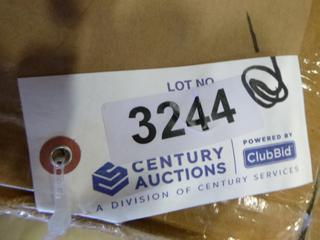 LOT NO.
3244
CENTURY
AUCTIONS
POWERED BY
ClubBid
A DIVISION OF CENTURY SERVICES